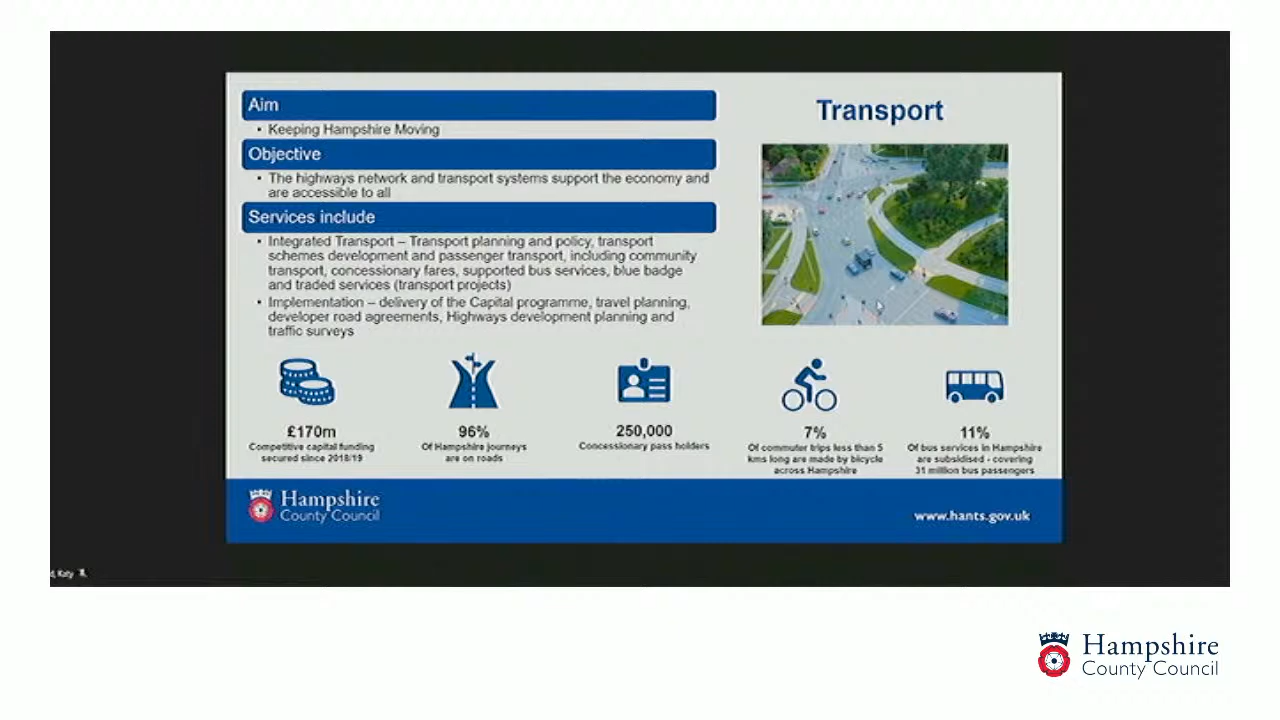 Aim
• Keeping Hampshire Moving
Objective
• The highways network and transport systems support the economy and
are accessible to all
Services include
• Integrated Transport – Transport planning and policy, transport
schemes development and passenger transport, including community
transport, concessionary fares, supported bus services, blue badge
and traded services (transport projects)
• Implementation – delivery of the Capital programme, travel planning,
developer road agreements, Highways development planning and
traffic surveys
Transport
£170m
Competitive capital funding
secured since 2018/19
96%
Of Hampshire journeys
are on roads
250,000
Concessionary pass holders
7%
Of commuter trips less than 5
kms long are made by bicycle
across Hampshire
11%
Of bus services in Hampshire
are subsidised - covering
31 million bus passengers
Hampshire
County Council
www.hants.gov.uk
Katy
Hampshire
County Council